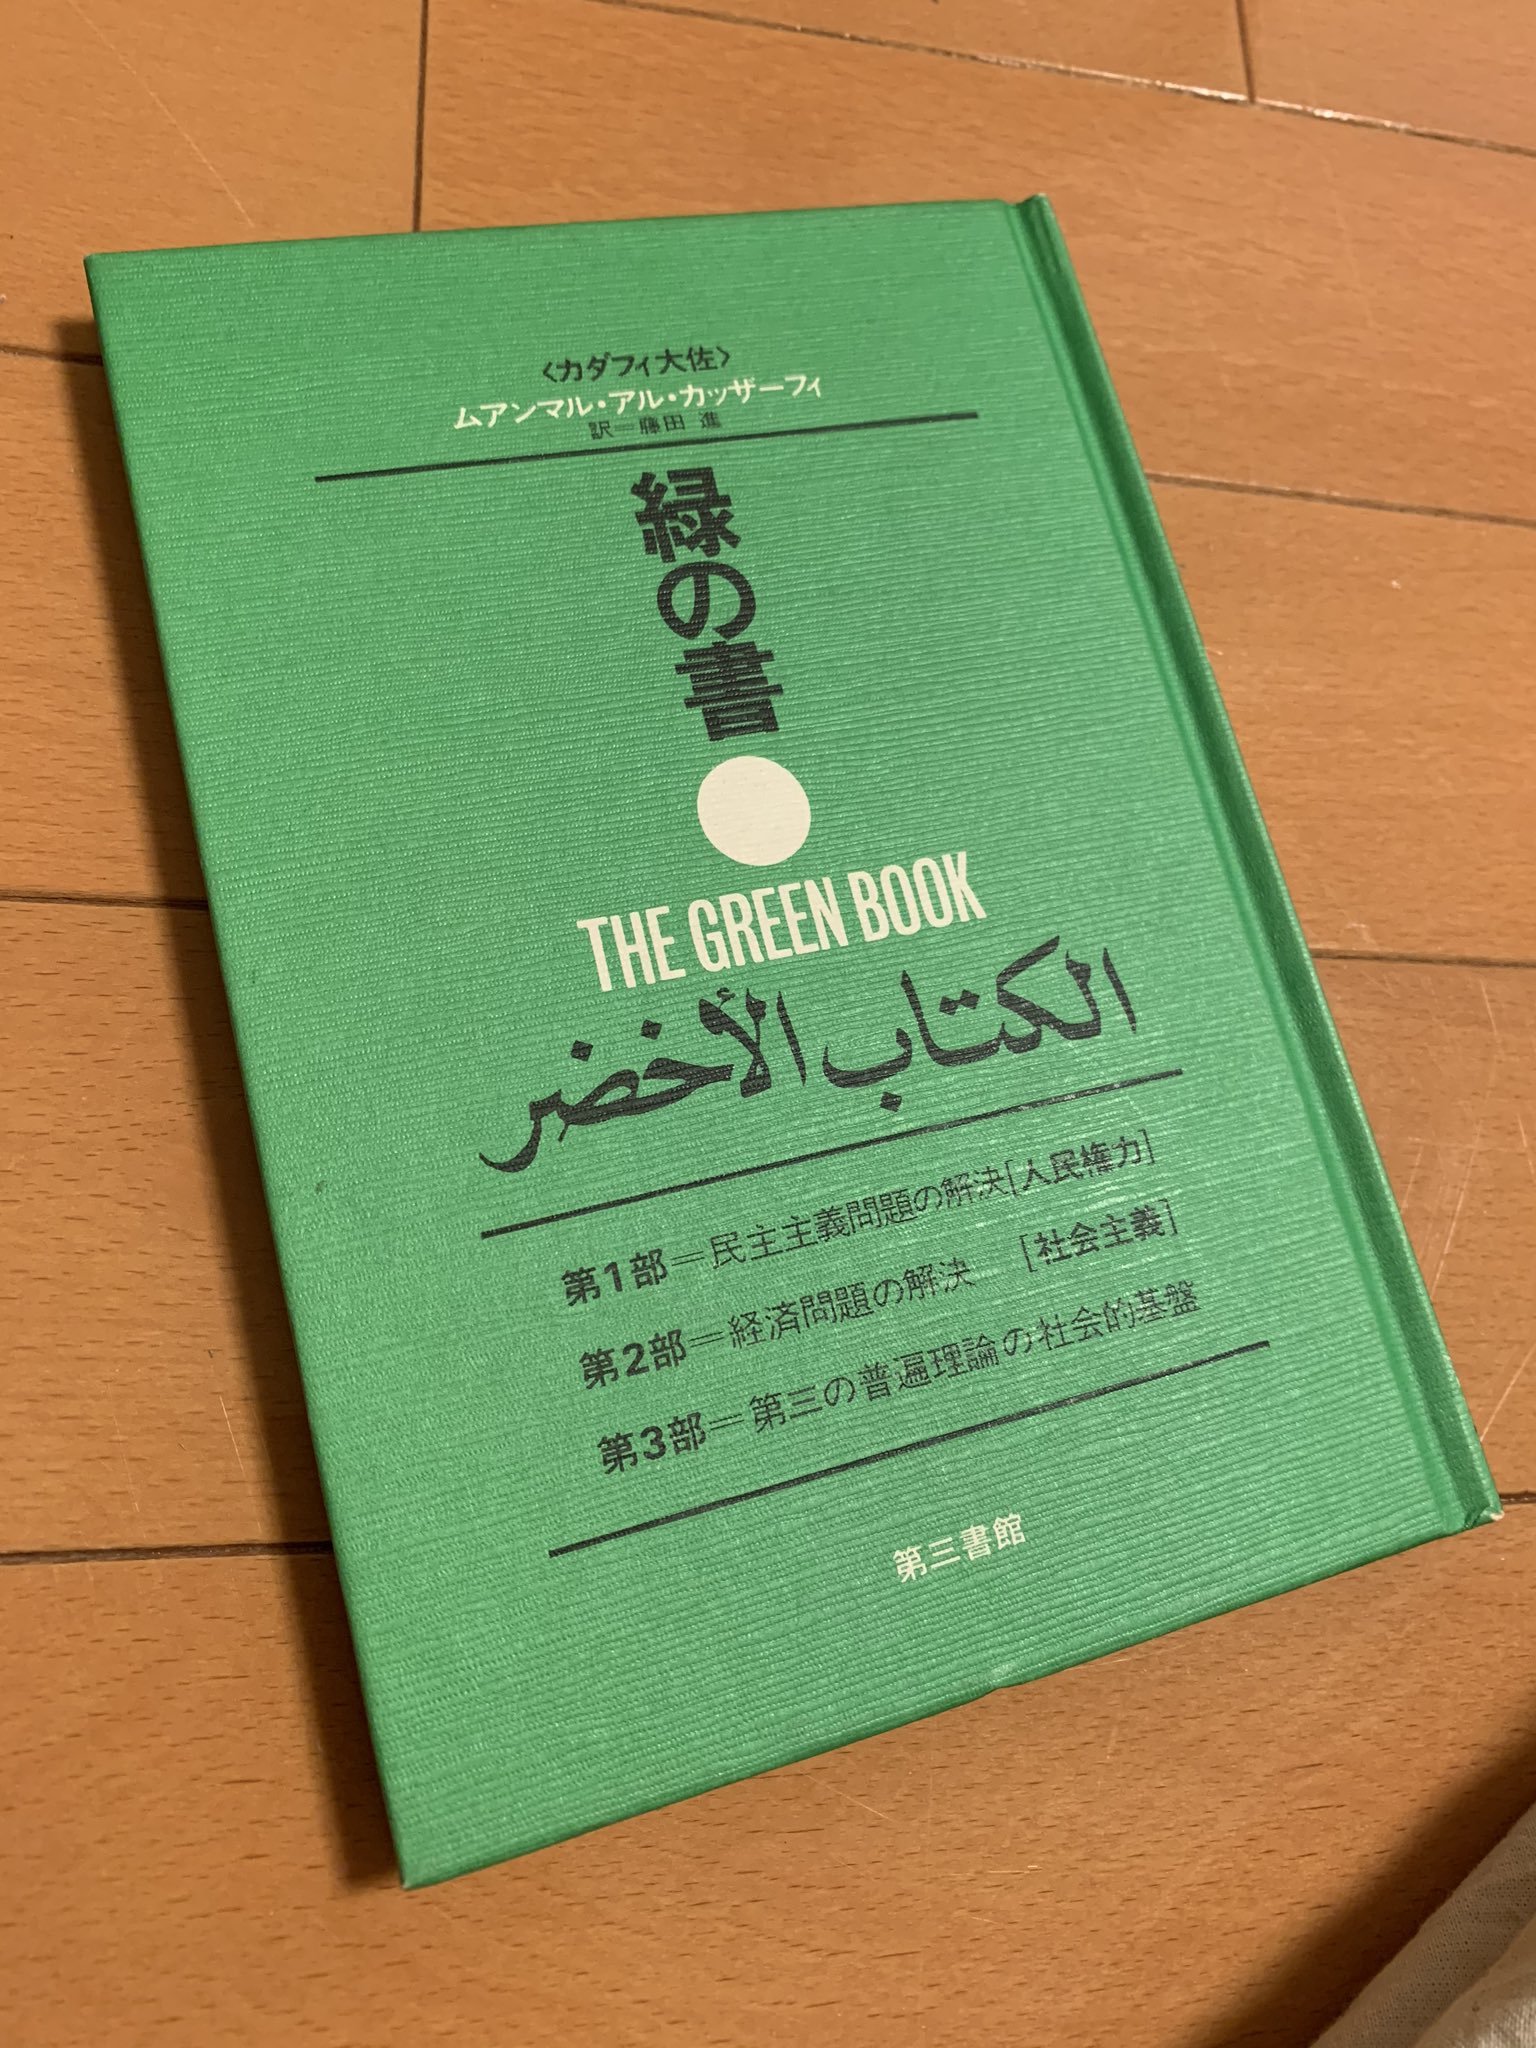 〈カダフィ大佐〉
ムアンマル・アル・カッザーフィ
訳＝藤田 進
緑の書
THE GREEN BOOK
الكتاب الأخضر
第1部＝民主主義問題の解決[人民権力]
第2部＝経済問題の解決 [社会主義]
第3部＝第三の普遍理論の社会的基盤
第三書館